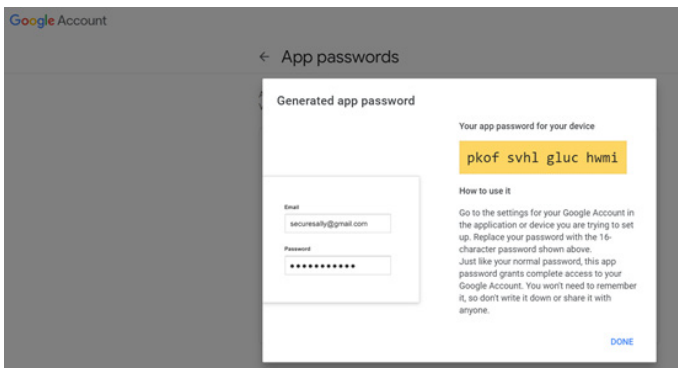 Google Account
← App passwords
Generated app password
Your app password for your device
pkof svhl gluc hwmi
How to use it
Email
securesally@gmail.com
Password
•••••••••••
Go to the settings for your Google Account in
the application or device you are trying to set
up. Replace your password with the 16-
character password shown above.
Just like your normal password, this app
password grants complete access to your
Google Account. You won't need to remember
it, so don't write it down or share it with
anyone.
DONE